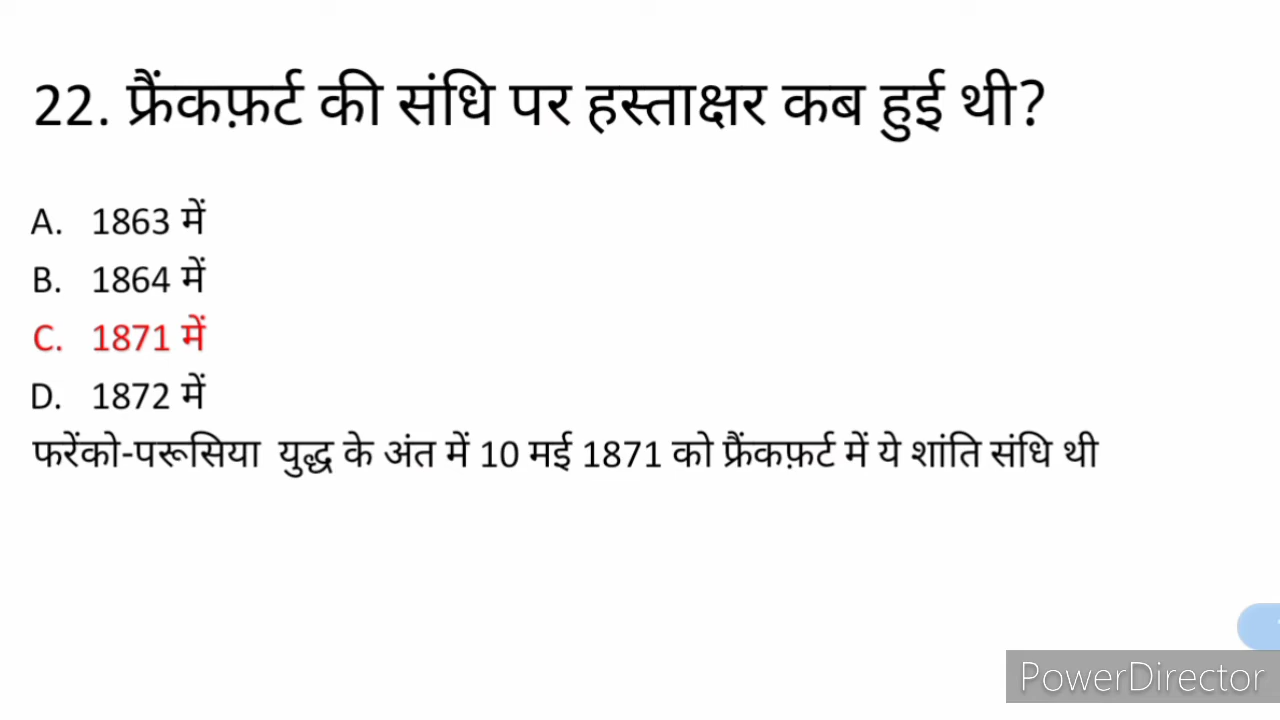 22. फ्रैंकफ़र्ट की संधि पर हस्ताक्षर कब हुई थी?
A. 1863 में
B. 1864 में
C. 1871 में
D. 1872 में
फरेंको-परूसिया युद्ध के अंत में 10 मई 1871 को फ्रैंकफ़र्ट में ये शांति संधि थी
PowerDirector